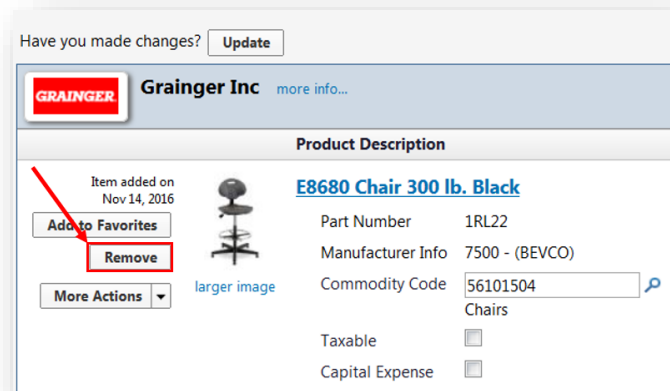 Have you made changes? Update
GRAINGER
Grainger Inc more info...
Product Description
Item added on
Nov 14, 2016
Add to Favorites
Remove
More Actions
larger image
E8680 Chair 300 lb. Black
Part Number 1RL22
Manufacturer Info 7500 - (BEVCO)
Commodity Code 56101504
Chairs
Taxable
Capital Expense